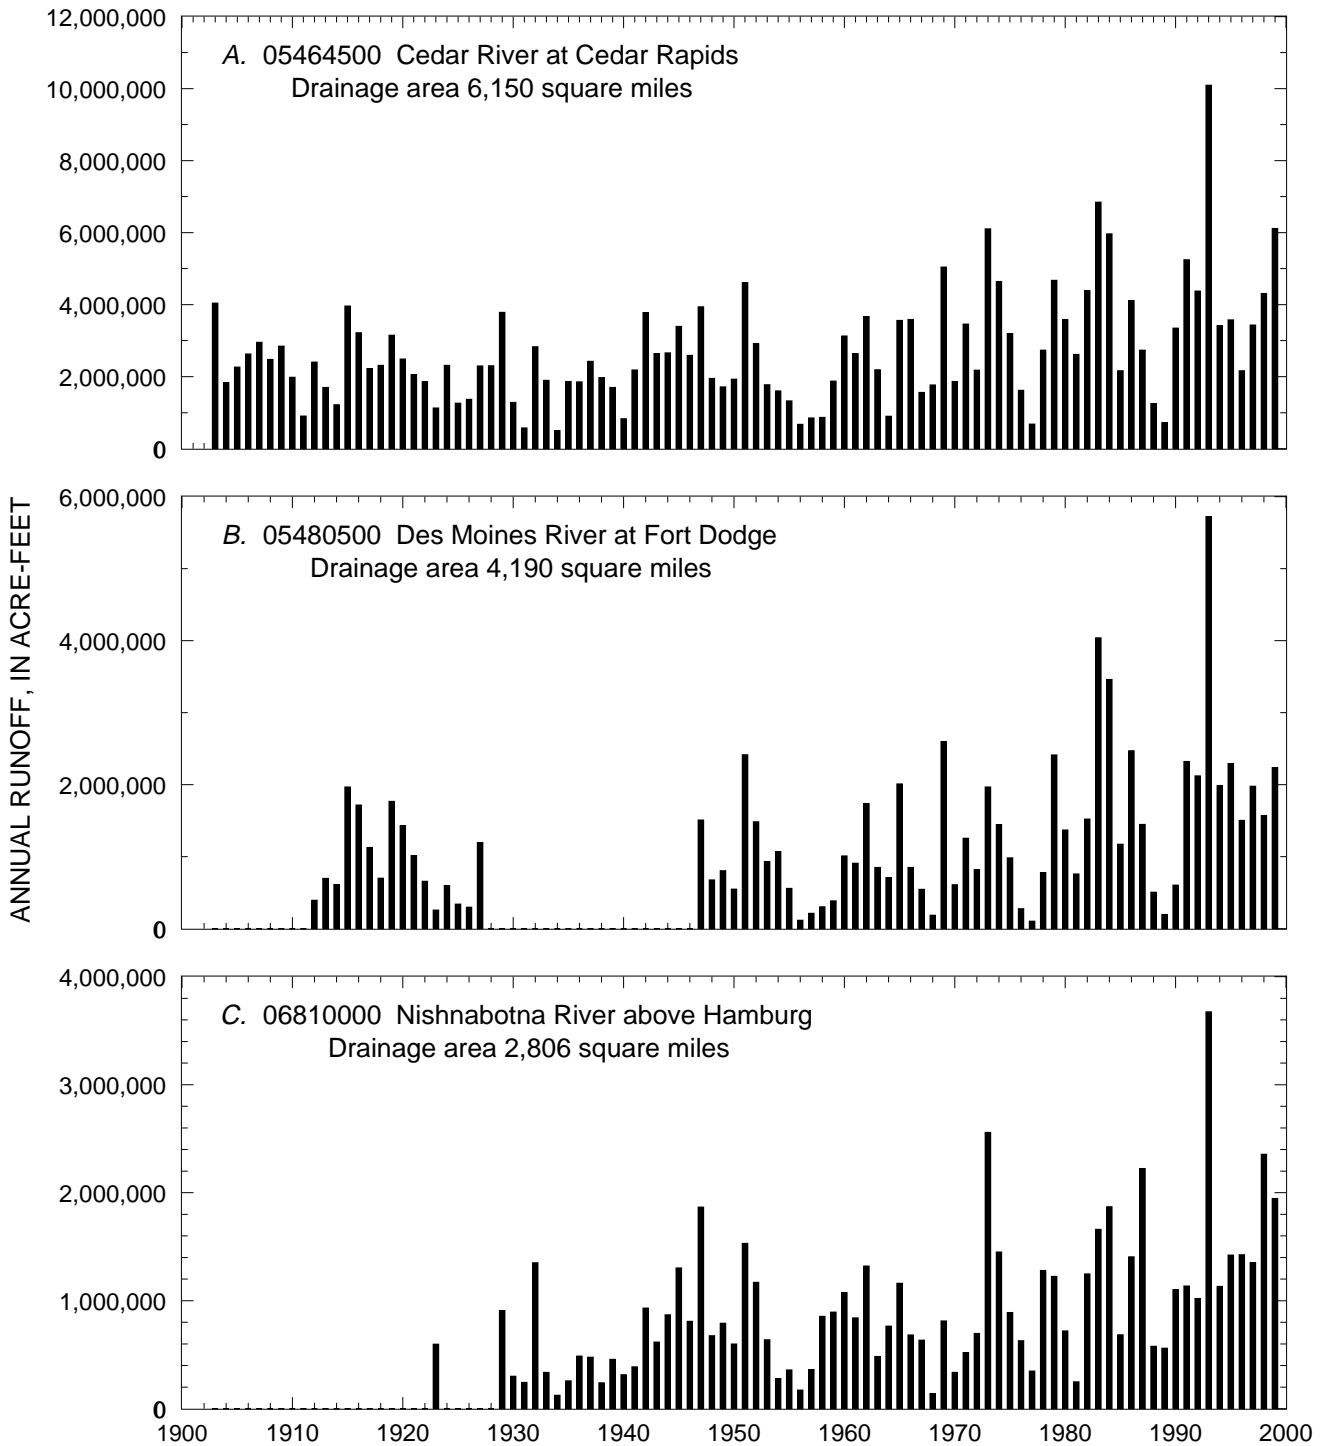 12,000,000
A. 05464500 Cedar River at Cedar Rapids
Drainage area 6,150 square miles
10,000,000
8,000,000
6,000,000
4,000,000
2,000,000
0
ANNUAL RUNOFF, IN ACRE-FEET
6,000,000
B. 05480500 Des Moines River at Fort Dodge
Drainage area 4,190 square miles
4,000,000
2,000,000
0
4,000,000
C. 06810000 Nishnabotna River above Hamburg
Drainage area 2,806 square miles
3,000,000
2,000,000
1,000,000
0
1900 1910 1920 1930 1940 1950 1960 1970 1980 1990 2000